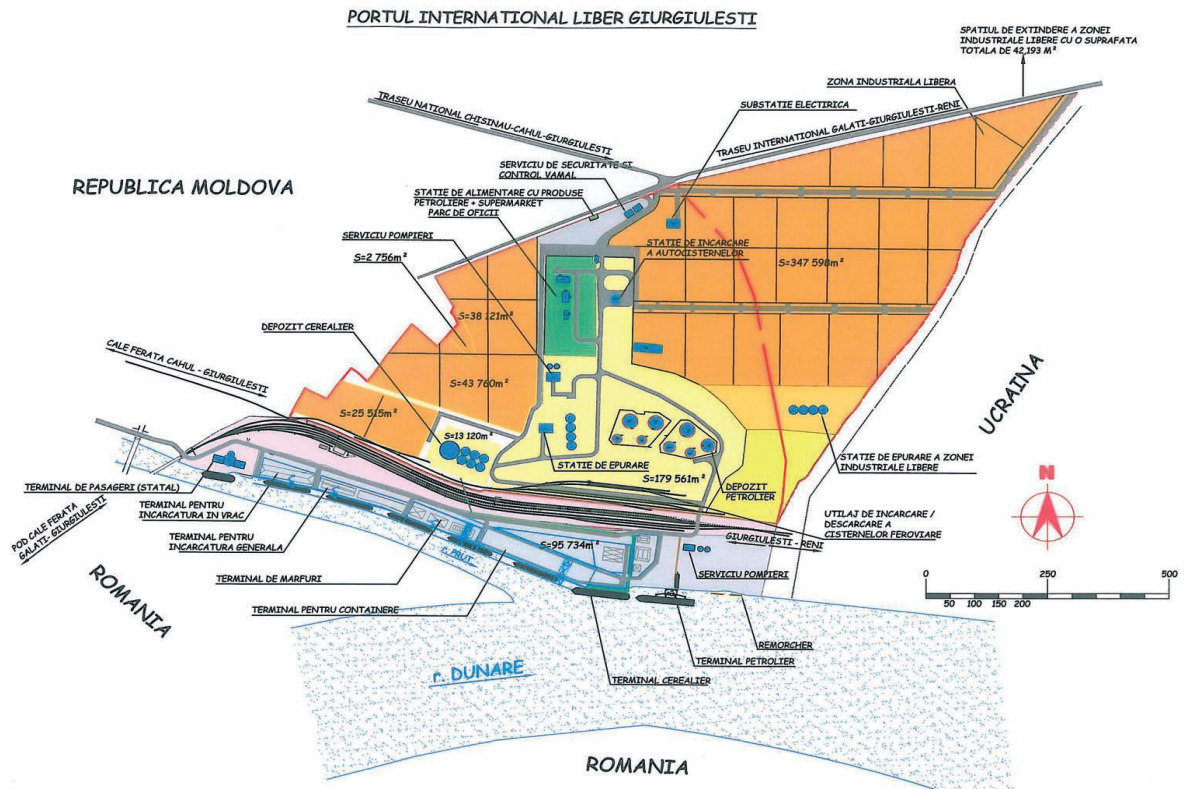 PORTUL INTERNATIONAL LIBER GIURGIULESTI
SPATIUL DE EXTINDERE A ZONEI
INDUSTRIALE LIBERE CU O SUPRAFATA
TOTALA DE 42,193 M²
ZONA INDUSTRIALA LIBERA
TRASEU NATIONAL CHISINAU-CAHUL-GIURGIULESTI
SUBSTATIE ELECTRICA
TRASEU INTERNATIONAL GALATI-GIURGIULESTI-RENI
SERVICIU DE SECURITATE SI
CONTROL VAMAL
REPUBLICA MOLDOVA
STATIE DE ALIMENTARE CU PRODUSE
PETROLIERE + SUPERMARKET
PARC DE OFICII
SERVICIU POMPIERI
STATIE DE INCARCARE
A AUTOCISTERNELOR
S=2 756m²
S=347 598m²
S=38 121m²
DEPOZIT CEREALIER
CALE FERATA CAHUL - GIURGIULESTI
S=43 760m²
UCRAINA
S=25 515m²
S=13 120m²
STATIE DE EPURARE
STATIE DE EPURARE A ZONEI
INDUSTRIALE LIBERE
S=179 561m²
DEPOZIT
PETROLIER
N
TERMINAL DE PASAGERI (STATAL)
TERMINAL PENTRU
INCARCATURA IN VRAC
UTILAJ DE INCARCARE /
DESCARCARE A
CISTERNELOR FEROVIARE
POD CALE FERATA
GALATI-GIURGIULESTI
TERMINAL PENTRU
INCARCATURA GENERALA
GIURGIULESTI - RENI
S=95 734m²
r. PRUT
TERMINAL DE MARFURI
SERVICIU POMPIERI
0 250 500
50 100 150 200
ROMANIA
TERMINAL PENTRU CONTAINERE
REMORCHER
TERMINAL PETROLIER
r. DUNARE
TERMINAL CEREALIER
ROMANIA